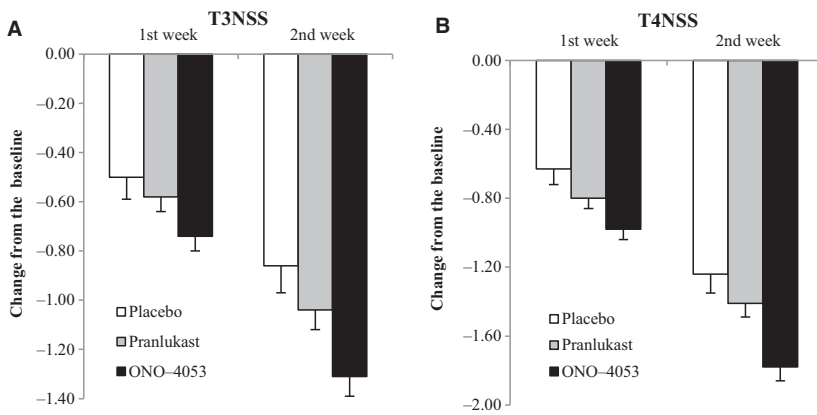 A
T3NSS
1st week 2nd week
0.00
–0.20
–0.40
–0.60
–0.80
–1.00
–1.20
–1.40
Change from the baseline
Placebo
Pranlukast
ONO–4053
B
T4NSS
1st week 2nd week
0.00
–0.40
–0.80
–1.20
–1.60
–2.00
Change from the baseline
Placebo
Pranlukast
ONO–4053